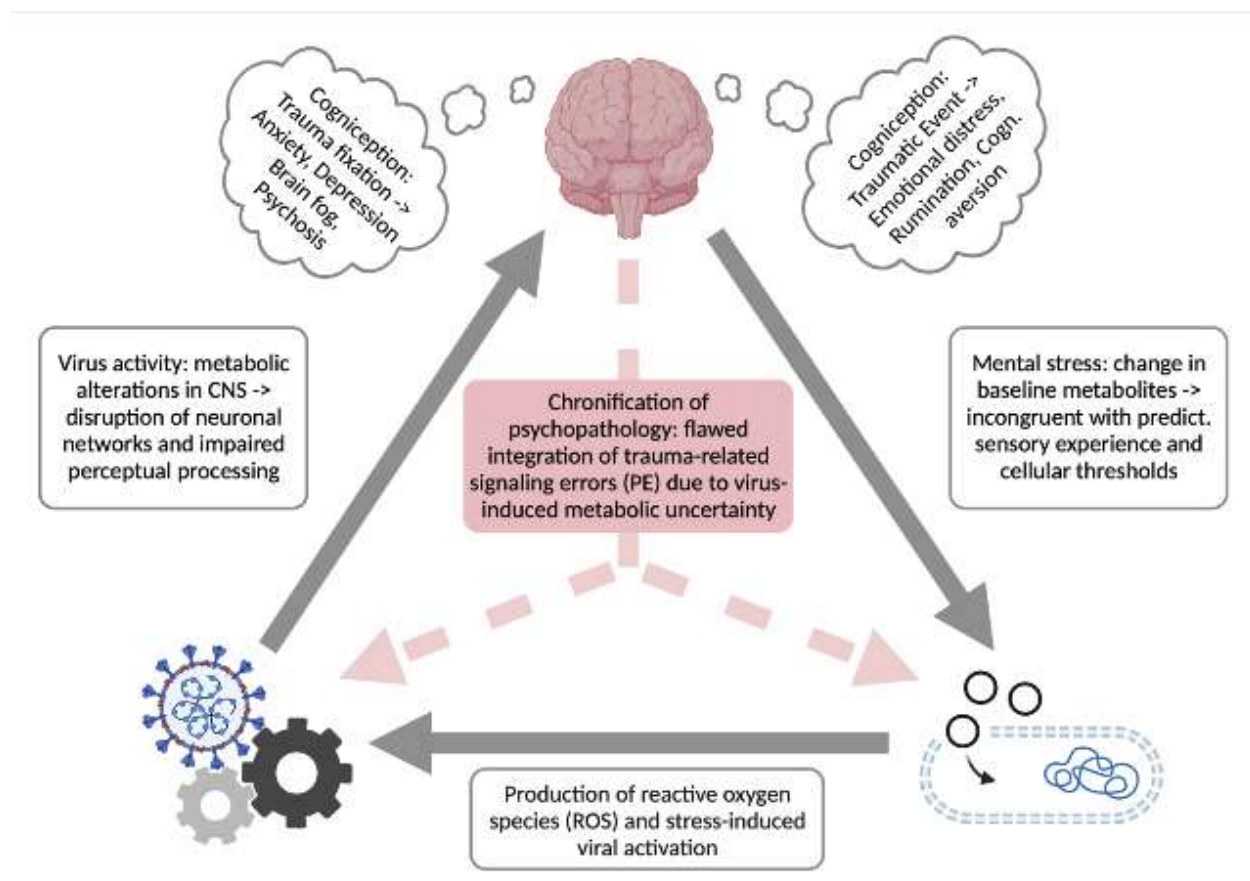 Cogniception:
Trauma fixation ->
Anxiety, Depression
Brain fog,
Psychosis
Cogniception:
Traumatic Event ->
Emotional distress,
Rumination, Cogn.
aversion
Virus activity: metabolic
alterations in CNS ->
disruption of neuronal
networks and impaired
perceptual processing
Chronification of
psychopathology: flawed
integration of trauma-related
signaling errors (PE) due to virus-
induced metabolic uncertainty
Mental stress: change in
baseline metabolites ->
incongruent with predict.
sensory experience and
cellular thresholds
Production of reactive oxygen
species (ROS) and stress-induced
viral activation